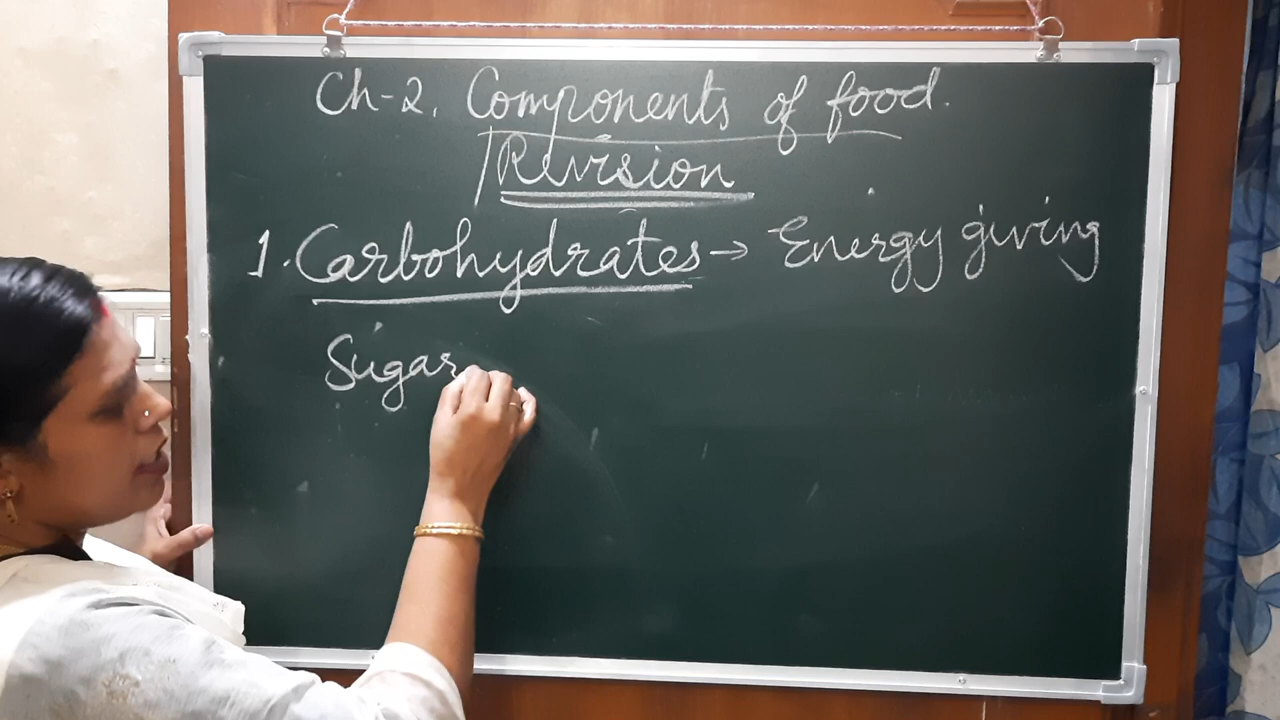 Ch-2. Components of food.
Revision
1. Carbohydrates → Energy giving
Sugar